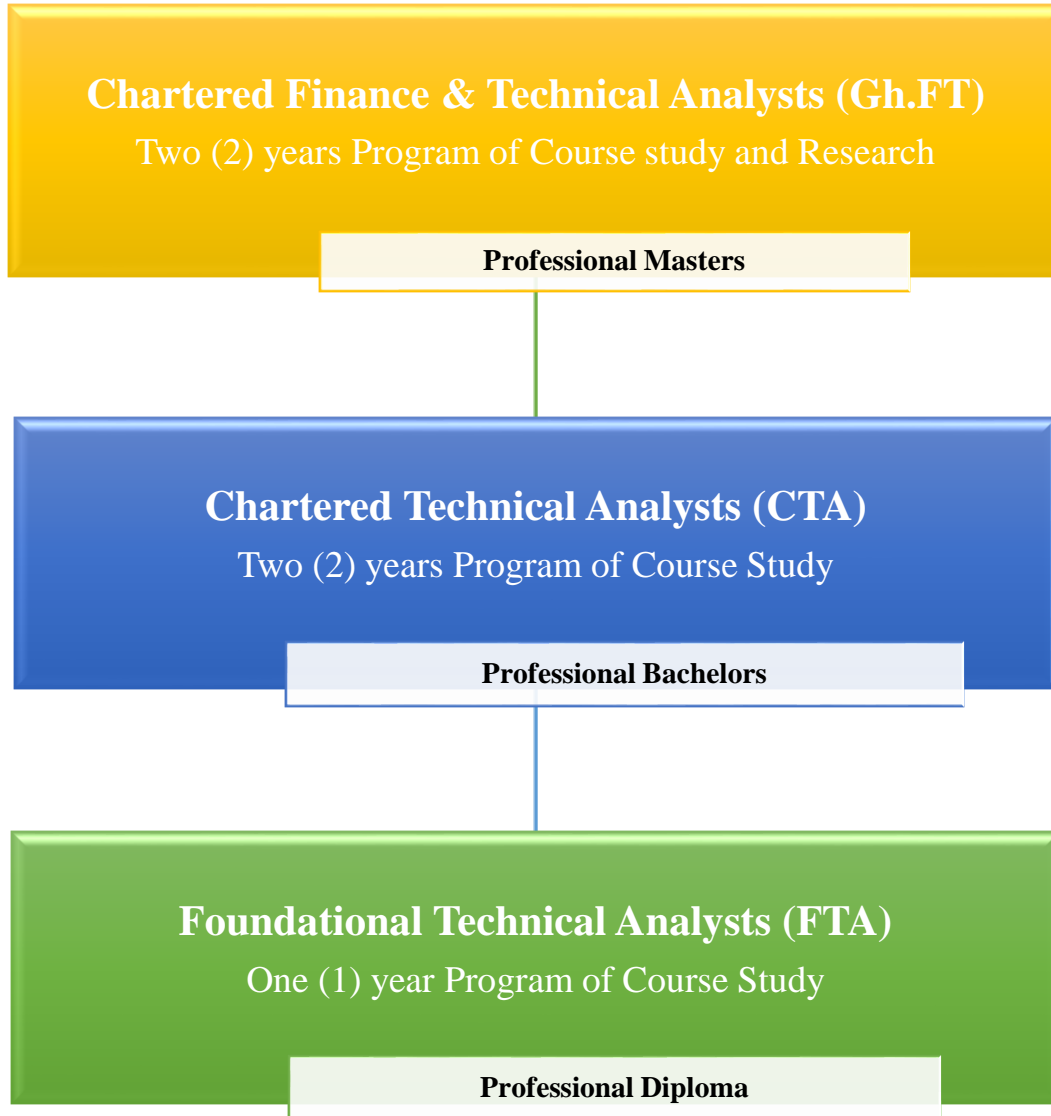 Chartered Finance & Technical Analysts (Gh.FT)
Two (2) years Program of Course study and Research
Professional Masters
Chartered Technical Analysts (CTA)
Two (2) years Program of Course Study
Professional Bachelors
Foundational Technical Analysts (FTA)
One (1) year Program of Course Study
Professional Diploma